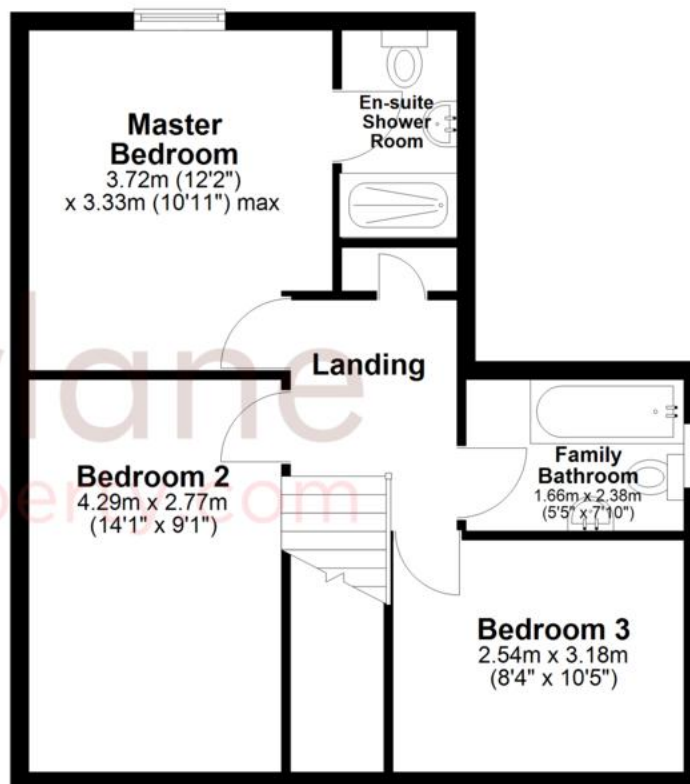 Master
Bedroom
3.72m (12'2")
x 3.33m (10'11") max
En-suite
Shower
Room
Landing
lane
Bedroom 2
4.29m x 2.77m
(14'1" x 9'1")
Family
Bathroom
1.66m x 2.38m
(5'5" x 7'10")
Bedroom 3
2.54m x 3.18m
(8'4" x 10'5")